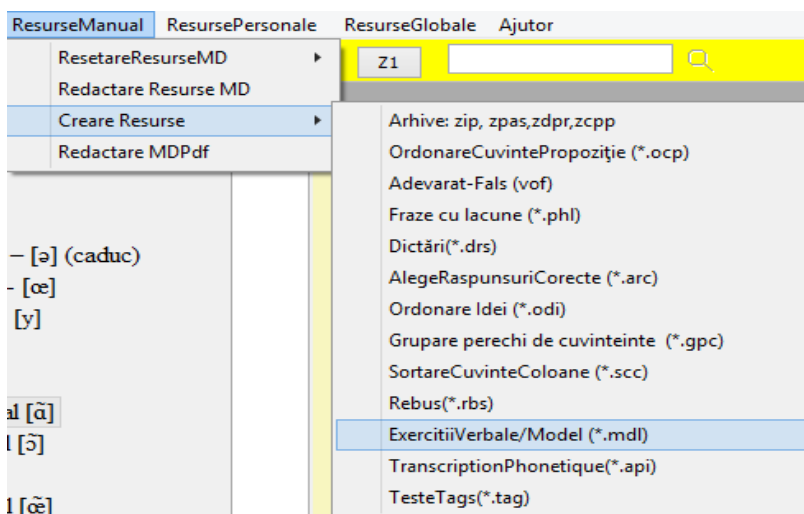 ResurseManual ResursePersonale ResurseGlobale Ajutor
ResetareResurseMD
Z1
Redactare Resurse MD
Creare Resurse
Redactare MDPdf
Arhive: zip, zpas,zdpr,zcpp
OrdonareCuvintePropoziţie (*.ocp)
Adevarat-Fals (vof)
Fraze cu lacune (*.phl)
Dictări(*.drs)
AlegeRaspunsuriCorecte (*.arc)
Ordonare Idei (*.odi)
Grupare perechi de cuvinteinte (*.gpc)
SortareCuvinteColoane (*.scc)
Rebus(*.rbs)
ExercitiiVerbale/Model (*.mdl)
TranscriptionPhonetique(*.api)
TesteTags(*.tag)
– [ə] (caduc)
- [œ]
[y]
al [ɑ̃]
l [ɔ̃]
l [œ̃]